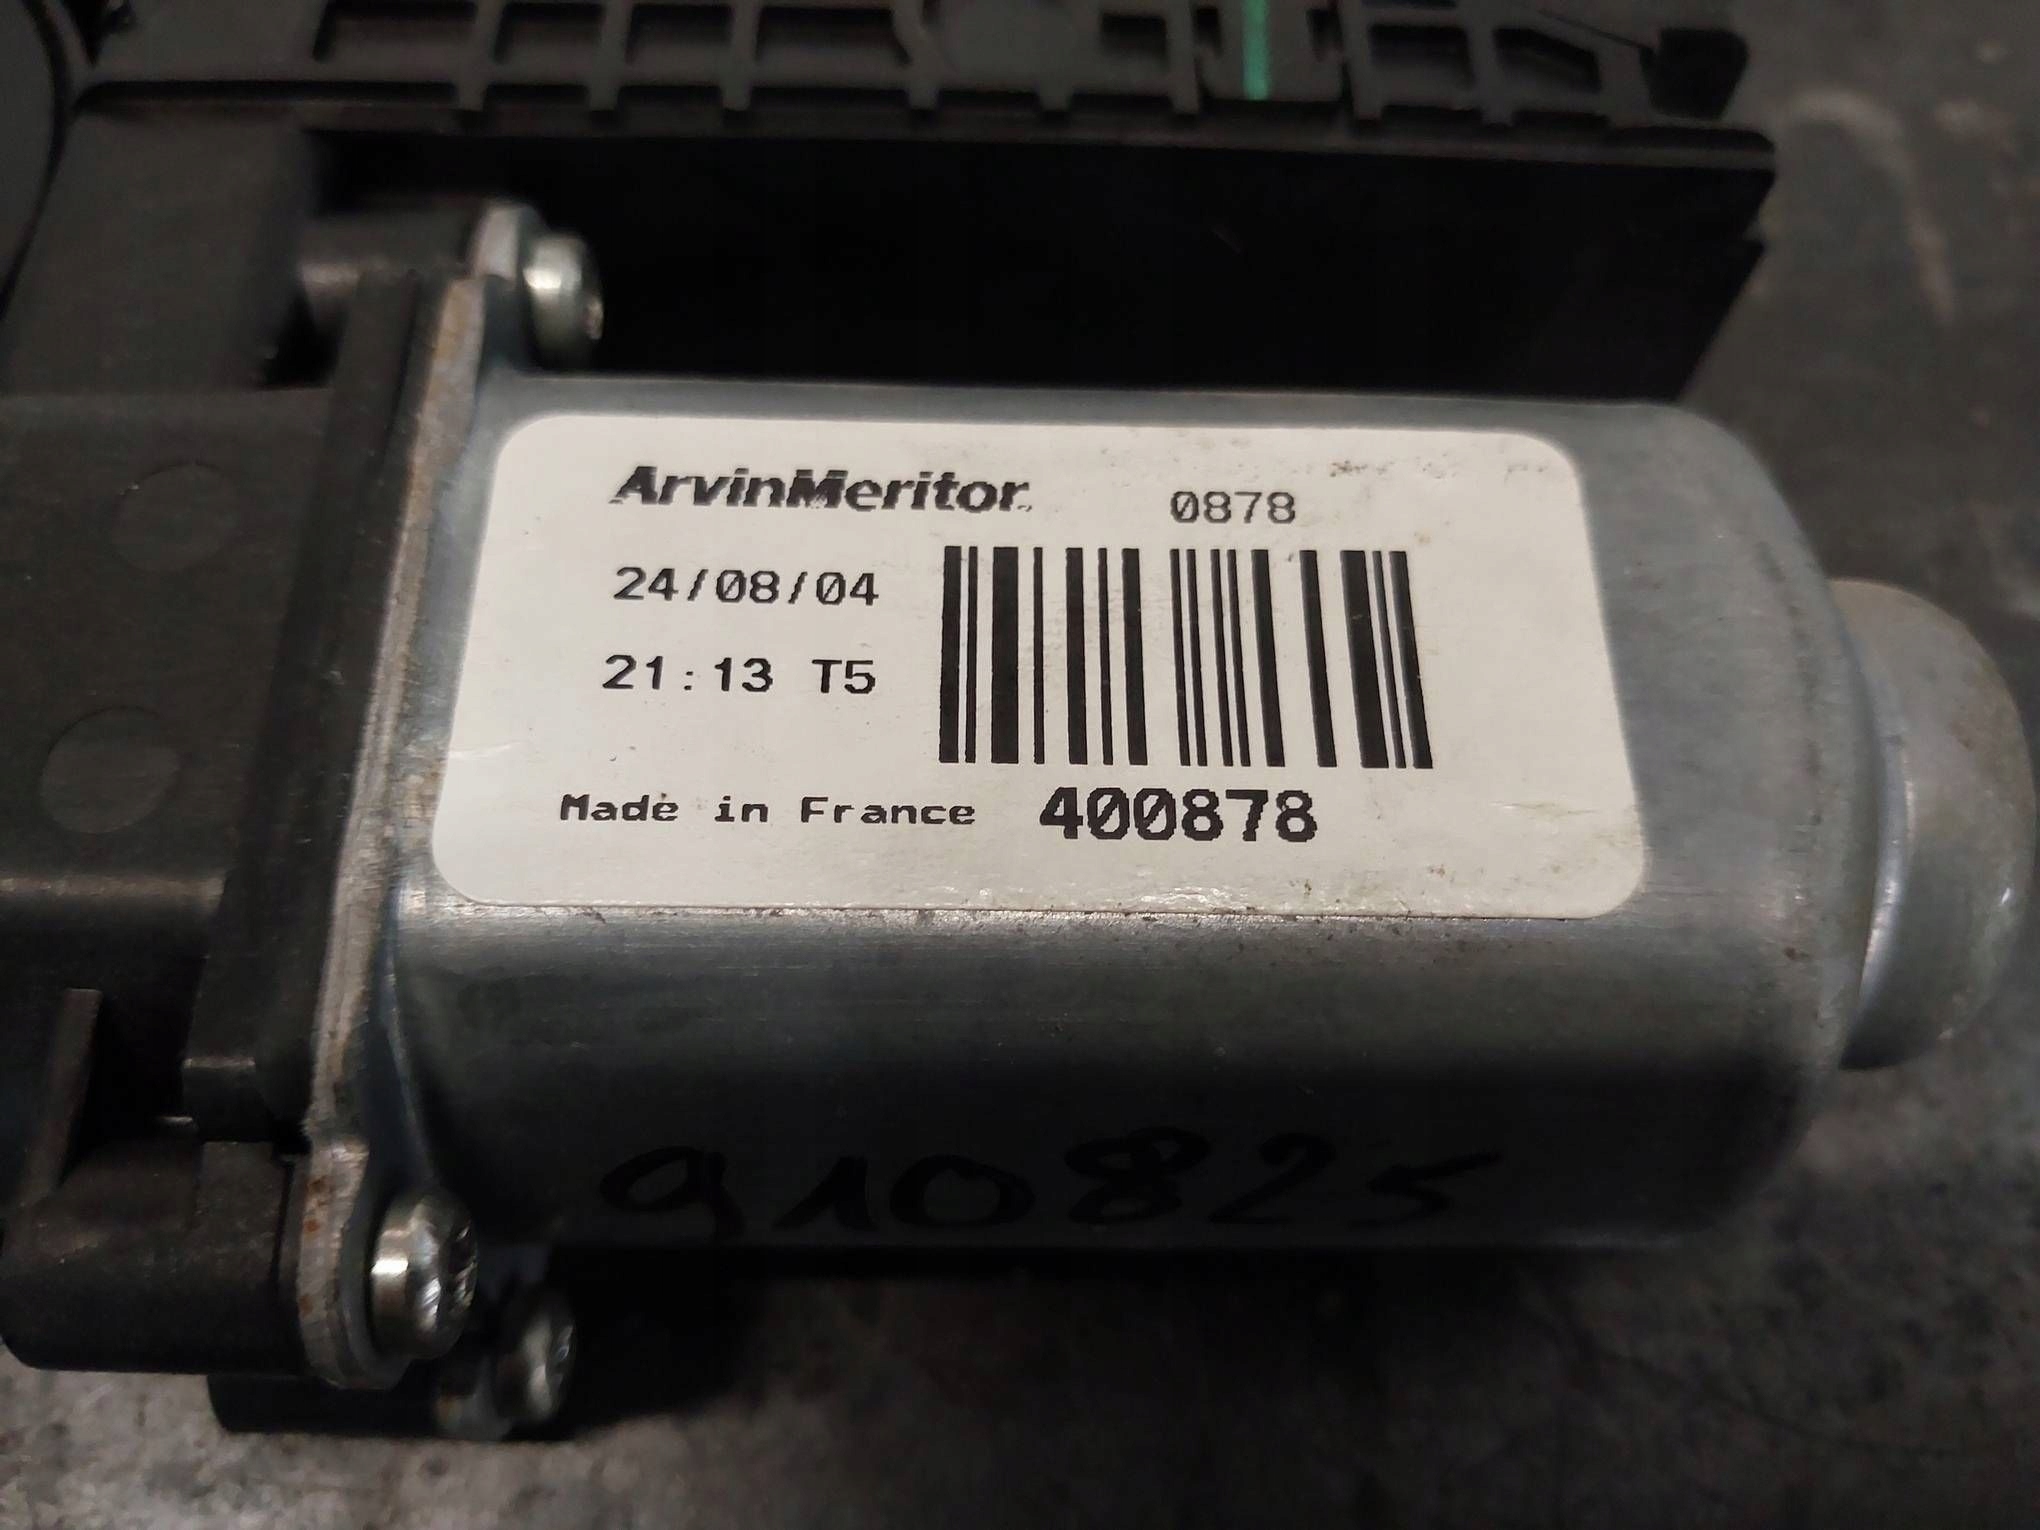 ArvinMeritor 0878
24/08/04
21:13 T5
Made in France 400878
910825